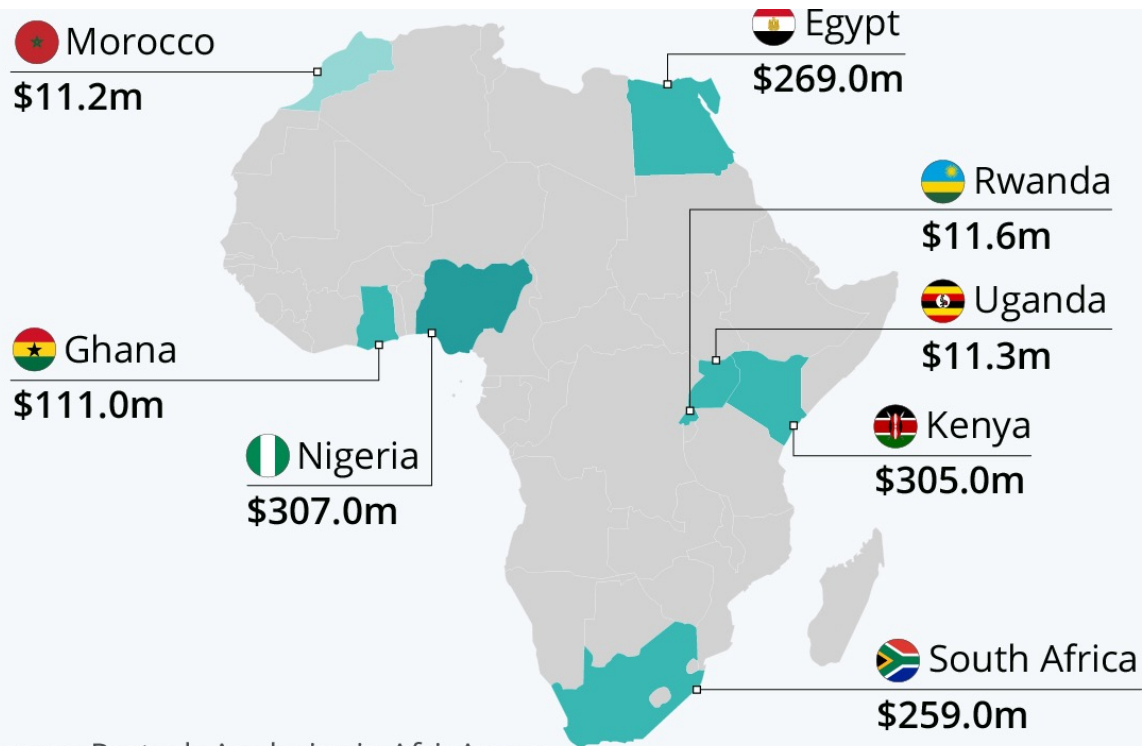 Morocco
$11.2m
Egypt
$269.0m
Rwanda
$11.6m
Uganda
$11.3m
Ghana
$111.0m
Kenya
$305.0m
Nigeria
$307.0m
South Africa
$259.0m